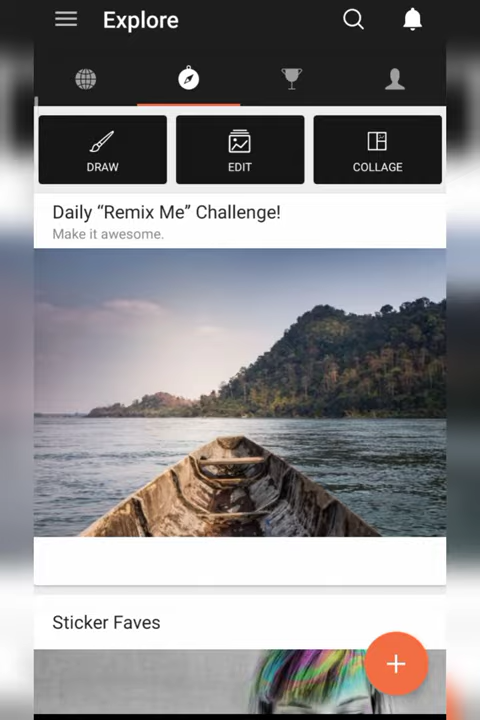 Explore
DRAW
EDIT
COLLAGE
Daily “Remix Me” Challenge!
Make it awesome.
Sticker Faves